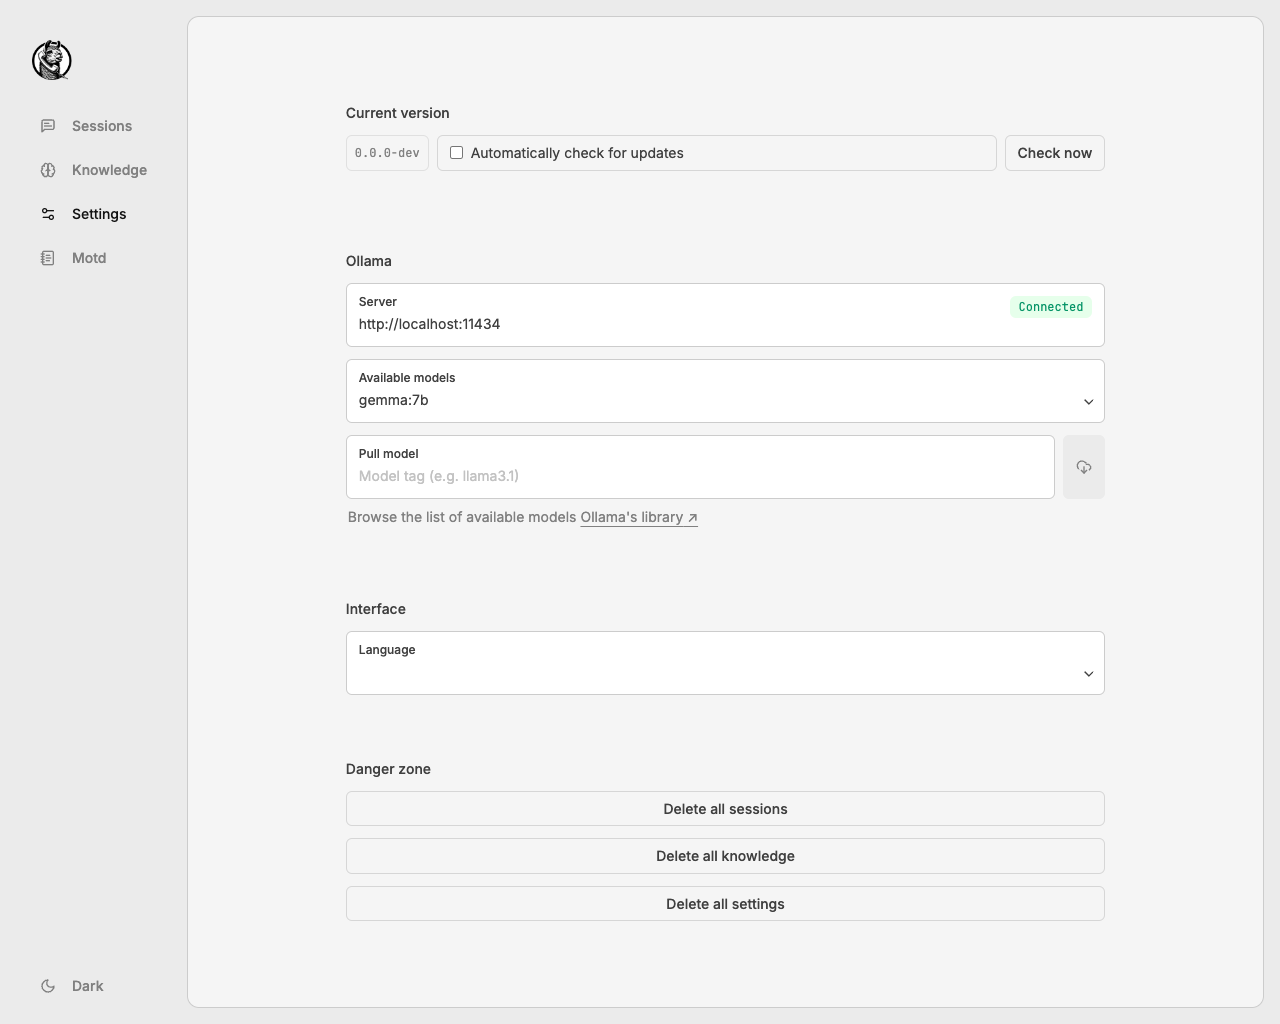 Sessions
Knowledge
Settings
Motd
Dark
Current version
0.0.0-dev
Automatically check for updates
Check now
Ollama
Server
http://localhost:11434
Connected
Available models
gemma:7b
Pull model
Model tag (e.g. llama3.1)
Browse the list of available models Ollama's library ↗
Interface
Language
Danger zone
Delete all sessions
Delete all knowledge
Delete all settings